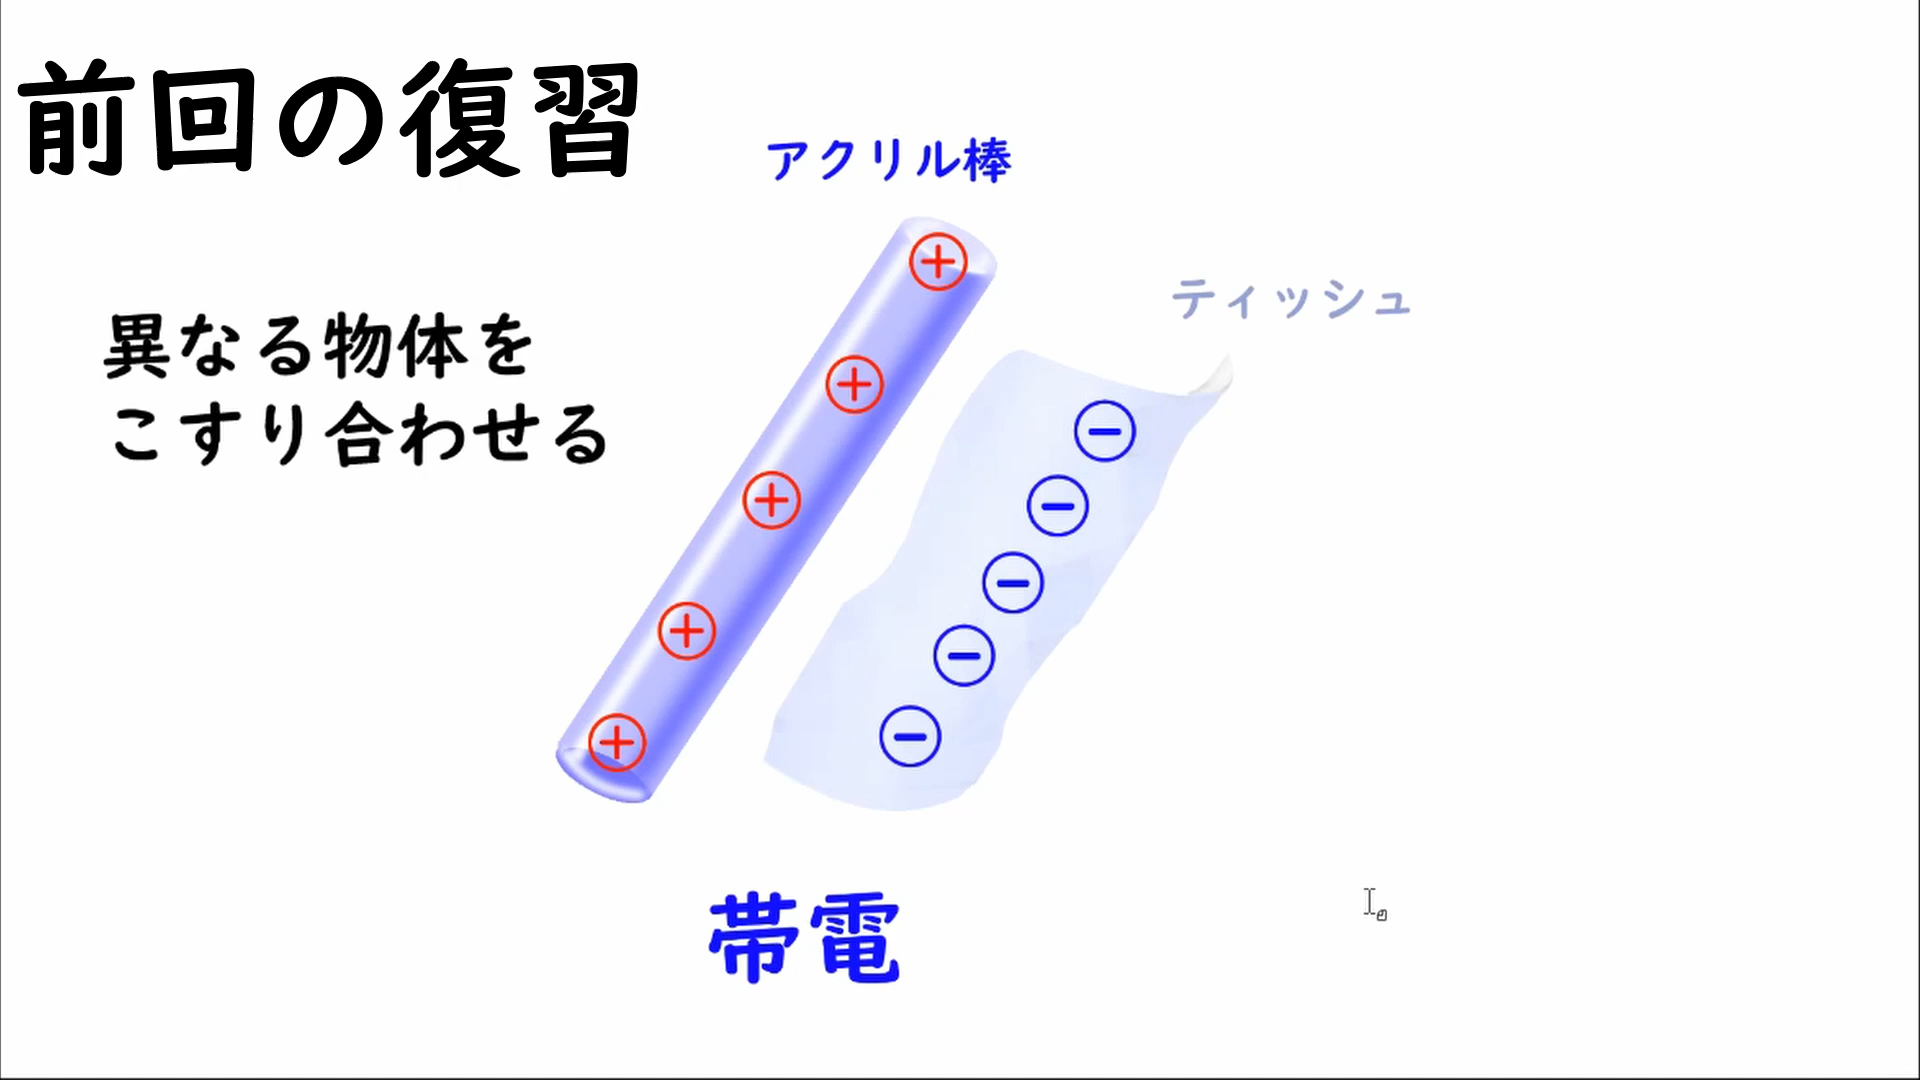 前回の復習
アクリル棒
ティッシュ
異なる物体を
こすり合わせる
帯電